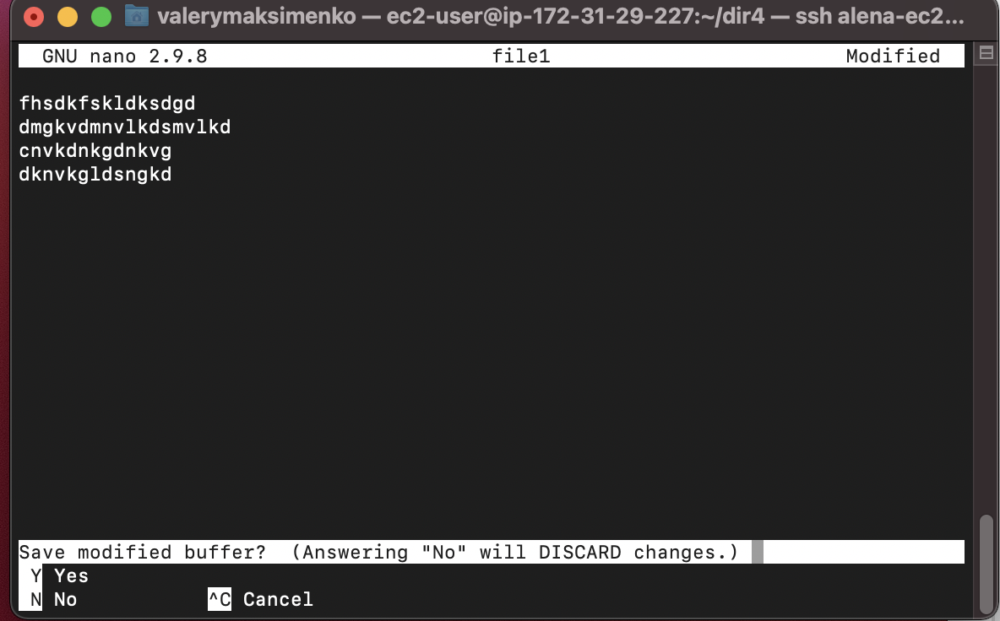 valerymaksimenko — ec2-user@ip-172-31-29-227:~/dir4 — ssh alena-ec2...
GNU nano 2.9.8 file1 Modified
fhsdkfskldksdgd
dmgkvdmnvlkdsmvlkd
cnvkdnkgdnkvg
dknvkgldsngkd
Save modified buffer?  (Answering "No" will DISCARD changes.)
Y Yes
N No ^C Cancel